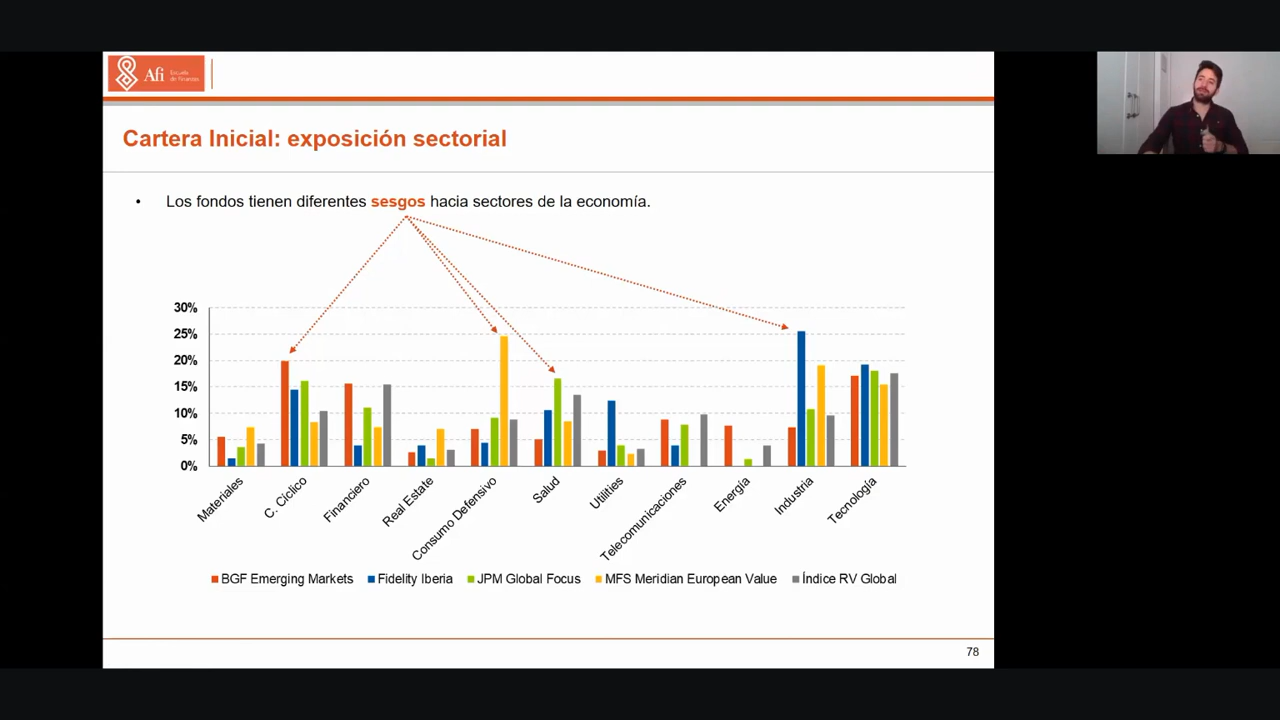 Afi
Escuela
de Finanzas
Cartera Inicial: exposición sectorial
• Los fondos tienen diferentes sesgos hacia sectores de la economía.
30%
25%
20%
15%
10%
5%
0%
Materiales
C. Cíclico
Financiero
Real Estate
Consumo Defensivo
Salud
Utilities
Telecomunicaciones
Energía
Industria
Tecnología
BGF Emerging Markets
Fidelity Iberia
JPM Global Focus
MFS Meridian European Value
Índice RV Global
78